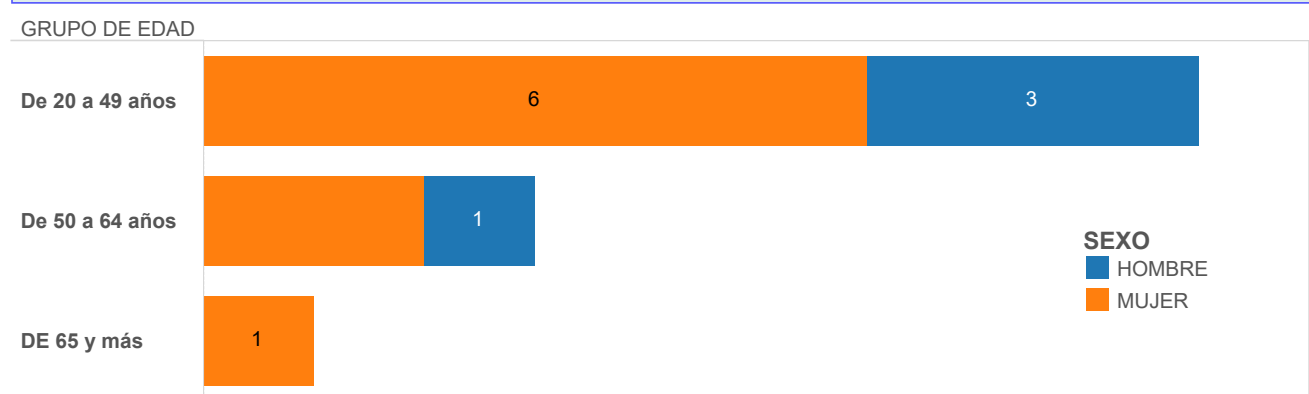 GRUPO DE EDAD
De 20 a 49 años
6
3
De 50 a 64 años
1
SEXO
HOMBRE
MUJER
DE 65 y más
1